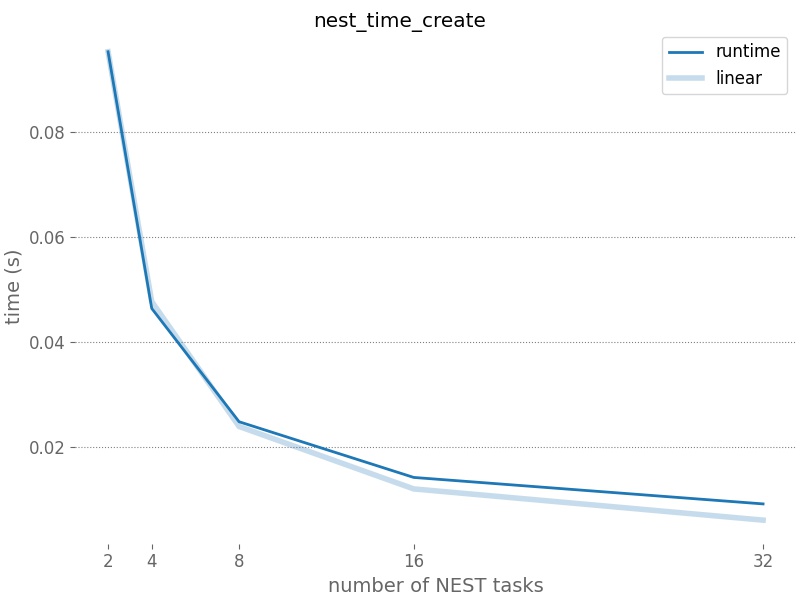 nest_time_create
runtime
linear
0.08
0.06
0.04
0.02
time (s)
2 4 8 16 32
number of NEST tasks